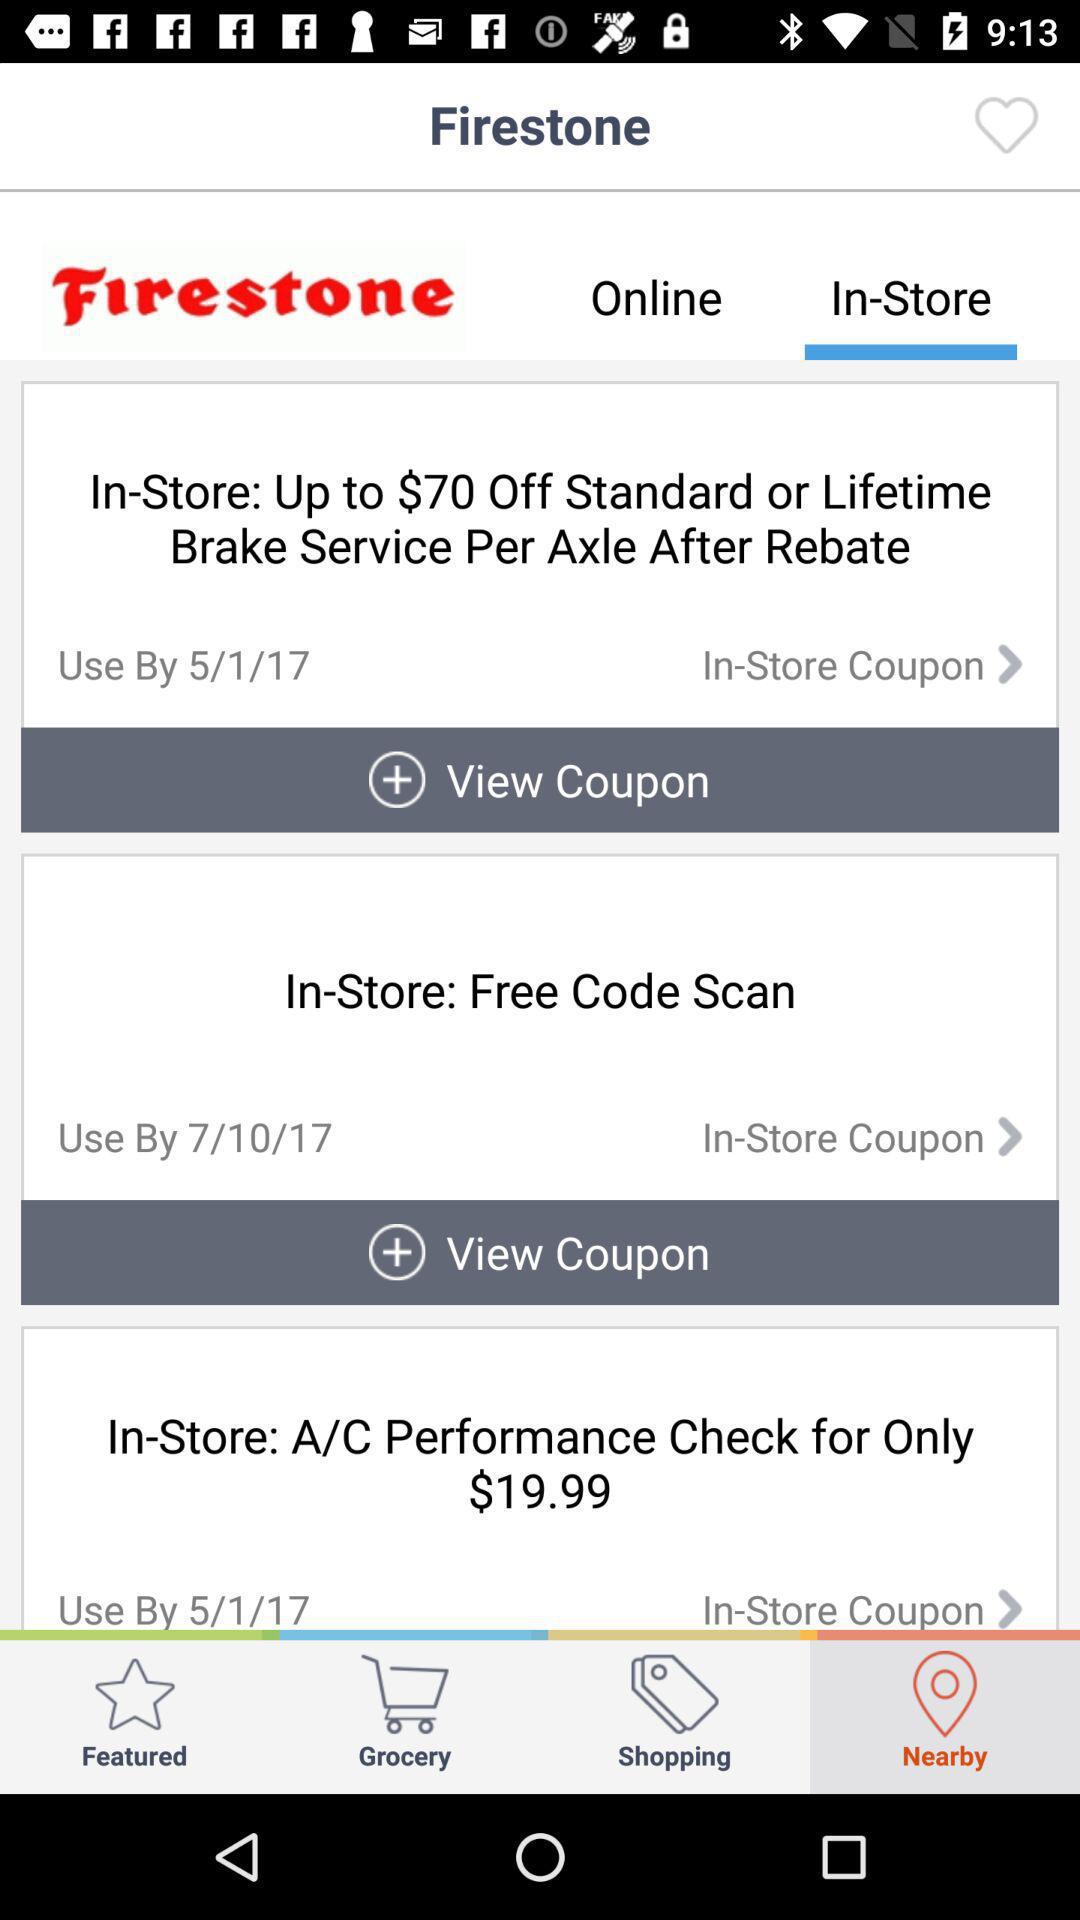 FAKE
9:13
Firestone
Firestone
Online
In-Store
In-Store: Up to $70 Off Standard or Lifetime
Brake Service Per Axle After Rebate
Use By 5/1/17
In-Store Coupon
View Coupon
In-Store: Free Code Scan
Use By 7/10/17
In-Store Coupon
View Coupon
In-Store: A/C Performance Check for Only
$19.99
Use By 5/1/17
In-Store Coupon
Featured
Grocery
Shopping
Nearby